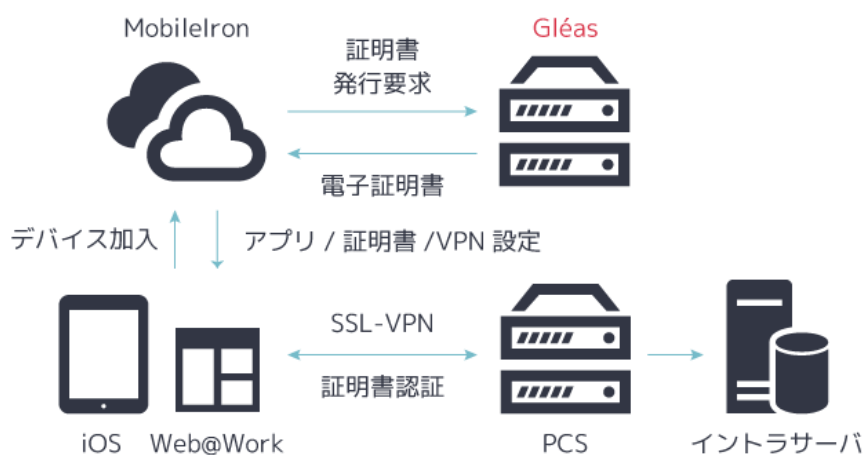 MobileIron
Gléas
証明書
発行要求
電子証明書
デバイス加入
アプリ / 証明書 /VPN 設定
SSL-VPN
証明書認証
iOS
Web@Work
PCS
イントラサーバ